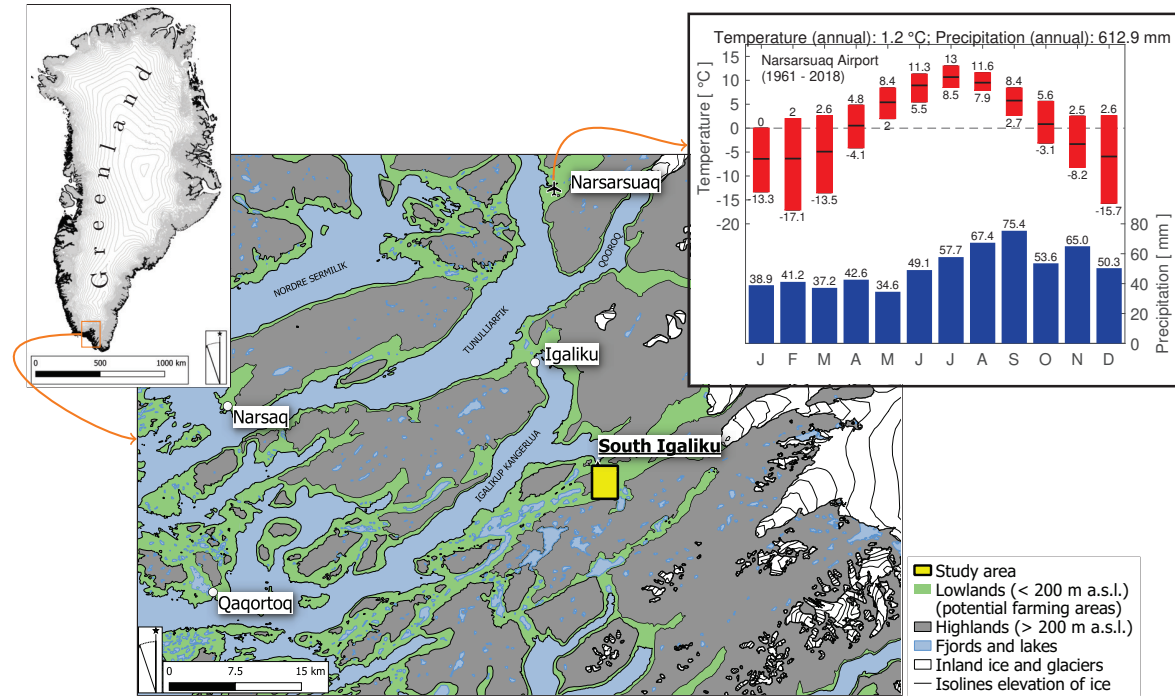 Greenland
0 500 1000 km
Temperature (annual): 1.2 °C; Precipitation (annual): 612.9 mm
Narsarsuaq Airport
(1961 - 2018)
Temperature [ °C]
15
10
5
0
-5
-10
-15
-20
0 2 2.6 4.8 8.4 11.3 13 11.6 8.4 5.6 2.5 2.6
-13.3 -17.1 -13.5 -4.1 2 5.5 8.5 7.9 2.7 -3.1 -8.2 -15.7
Precipitation [ mm]
80
60
40
20
0
38.9 41.2 37.2 42.6 34.6 49.1 57.7 67.4 75.4 53.6 65.0 50.3
J F M A M J J A S O N D
Narsarsuaq
QOOROQ
NORDRE SERMILIK
TUNULLIARFIK
Igaliku
Narsaq
South Igaliku
IGALIKUP KANGERLUA
Qaqortoq
0 7.5 15 km
Study area
Lowlands (< 200 m a.s.l.)
(potential farming areas)
Highlands (> 200 m a.s.l.)
Fjords and lakes
Inland ice and glaciers
Isolines elevation of ice